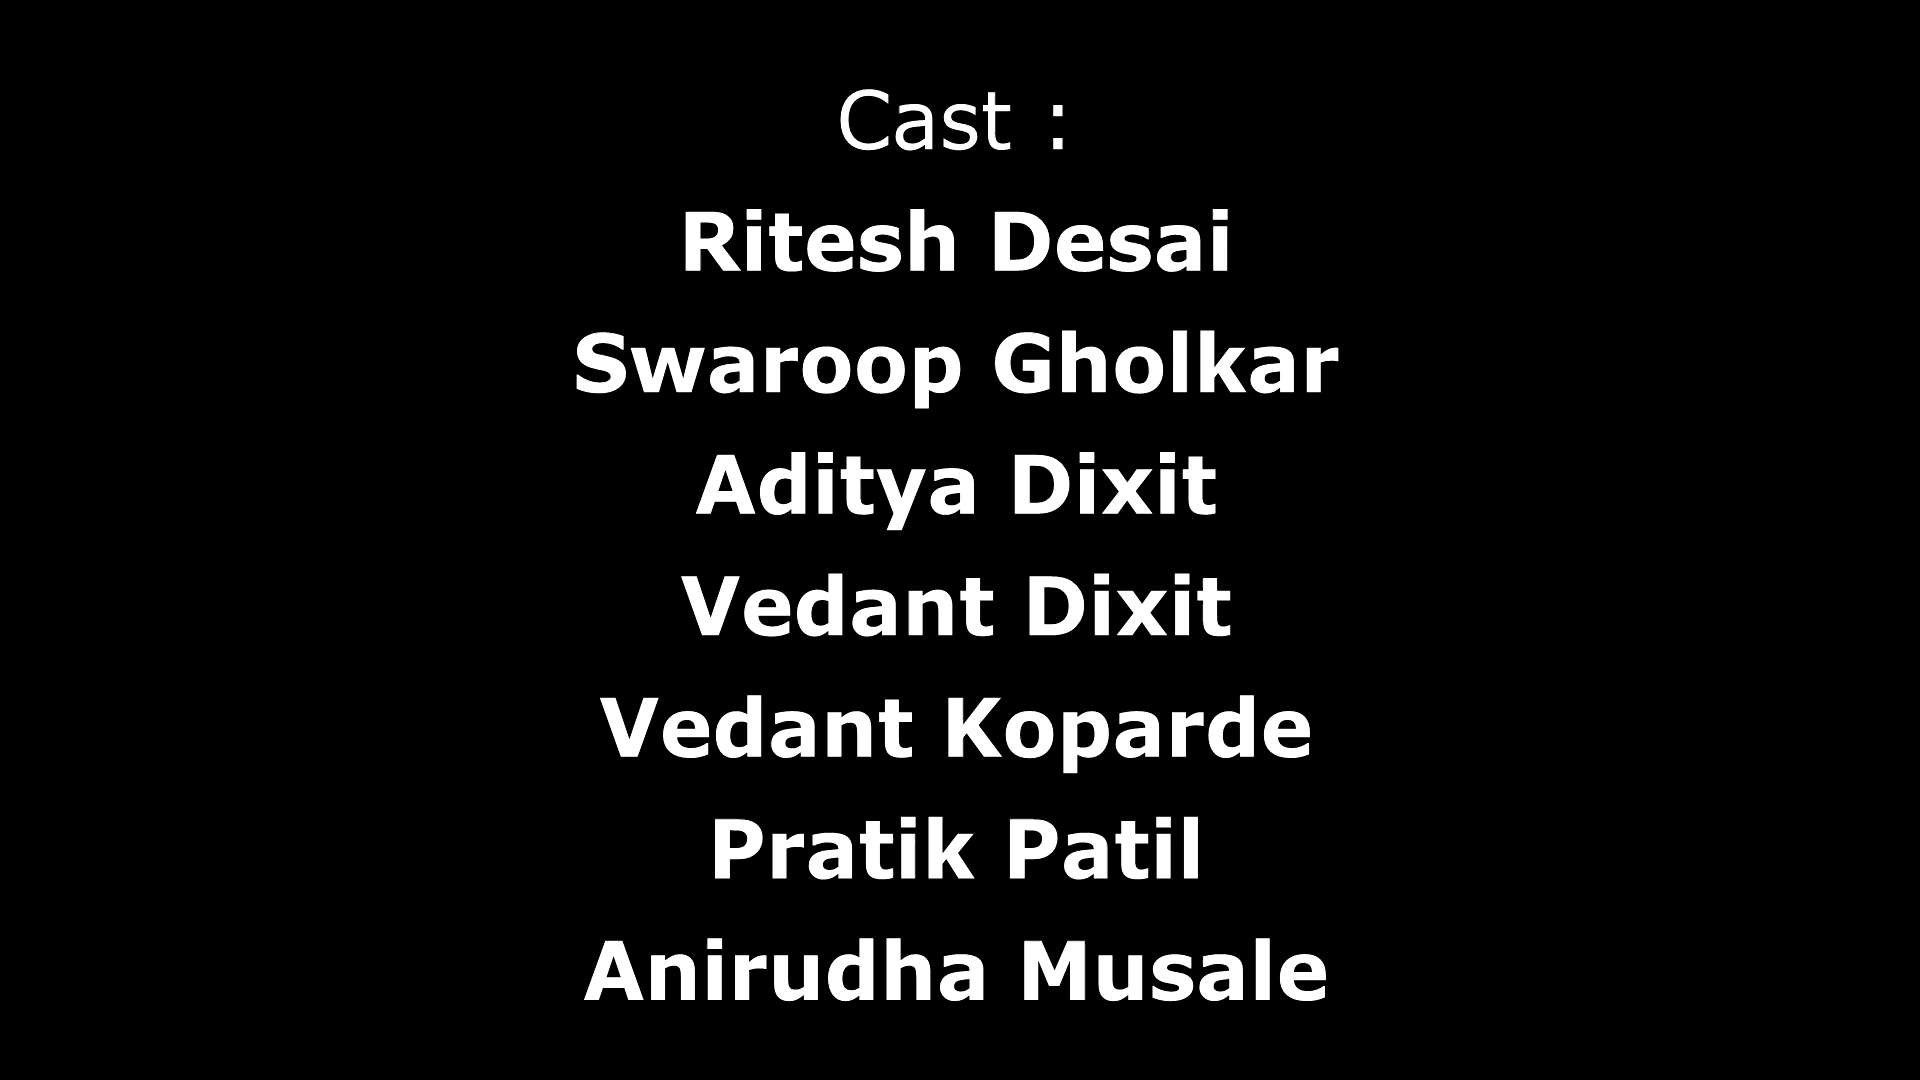 Cast :
Ritesh Desai
Swaroop Gholkar
Aditya Dixit
Vedant Dixit
Vedant Koparde
Pratik Patil
Anirudha Musale